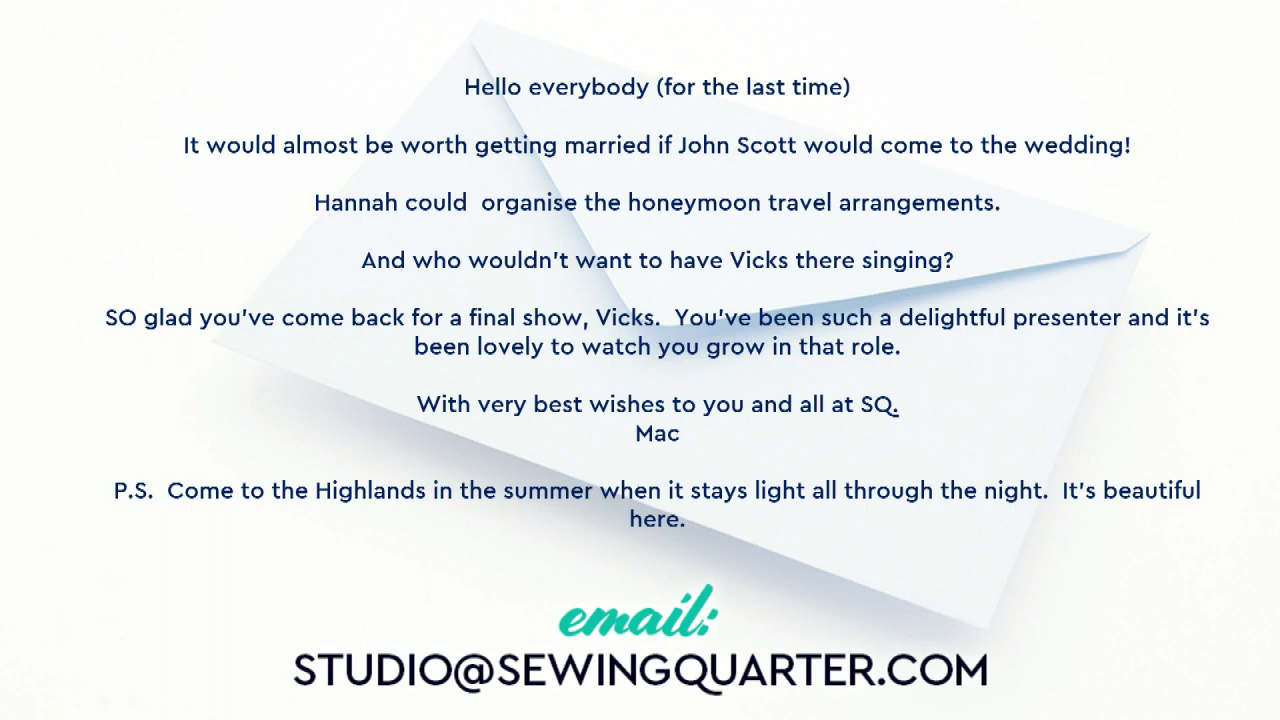 Hello everybody (for the last time)
It would almost be worth getting married if John Scott would come to the wedding!
Hannah could  organise the honeymoon travel arrangements.
And who wouldn't want to have Vicks there singing?
SO glad you've come back for a final show, Vicks.  You've been such a delightful presenter and it's
been lovely to watch you grow in that role.
With very best wishes to you and all at SQ.
Mac
P.S.  Come to the Highlands in the summer when it stays light all through the night.  It's beautiful
here.
email:
STUDIO@SEWINGQUARTER.COM